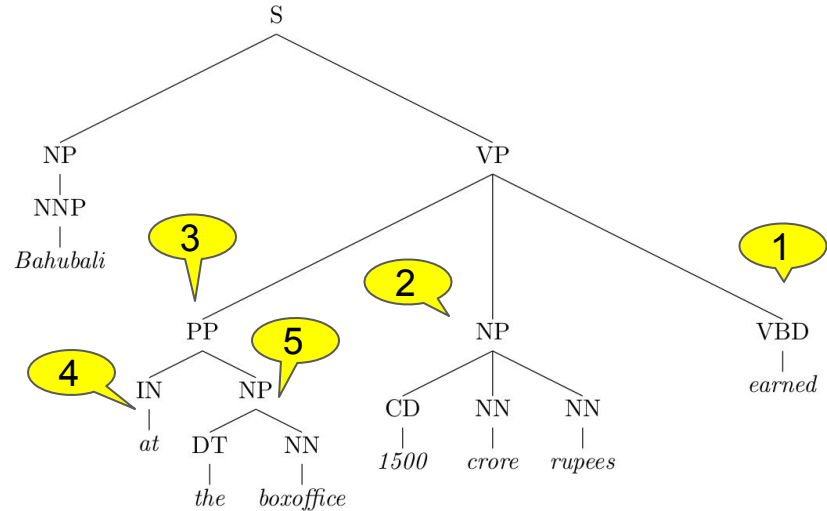 S
NP VP
NNP
Bahubali
3
1
2
PP NP VBD
5
4
IN NP earned
CD NN NN
at DT NN
1500 crore rupees
the boxoffice